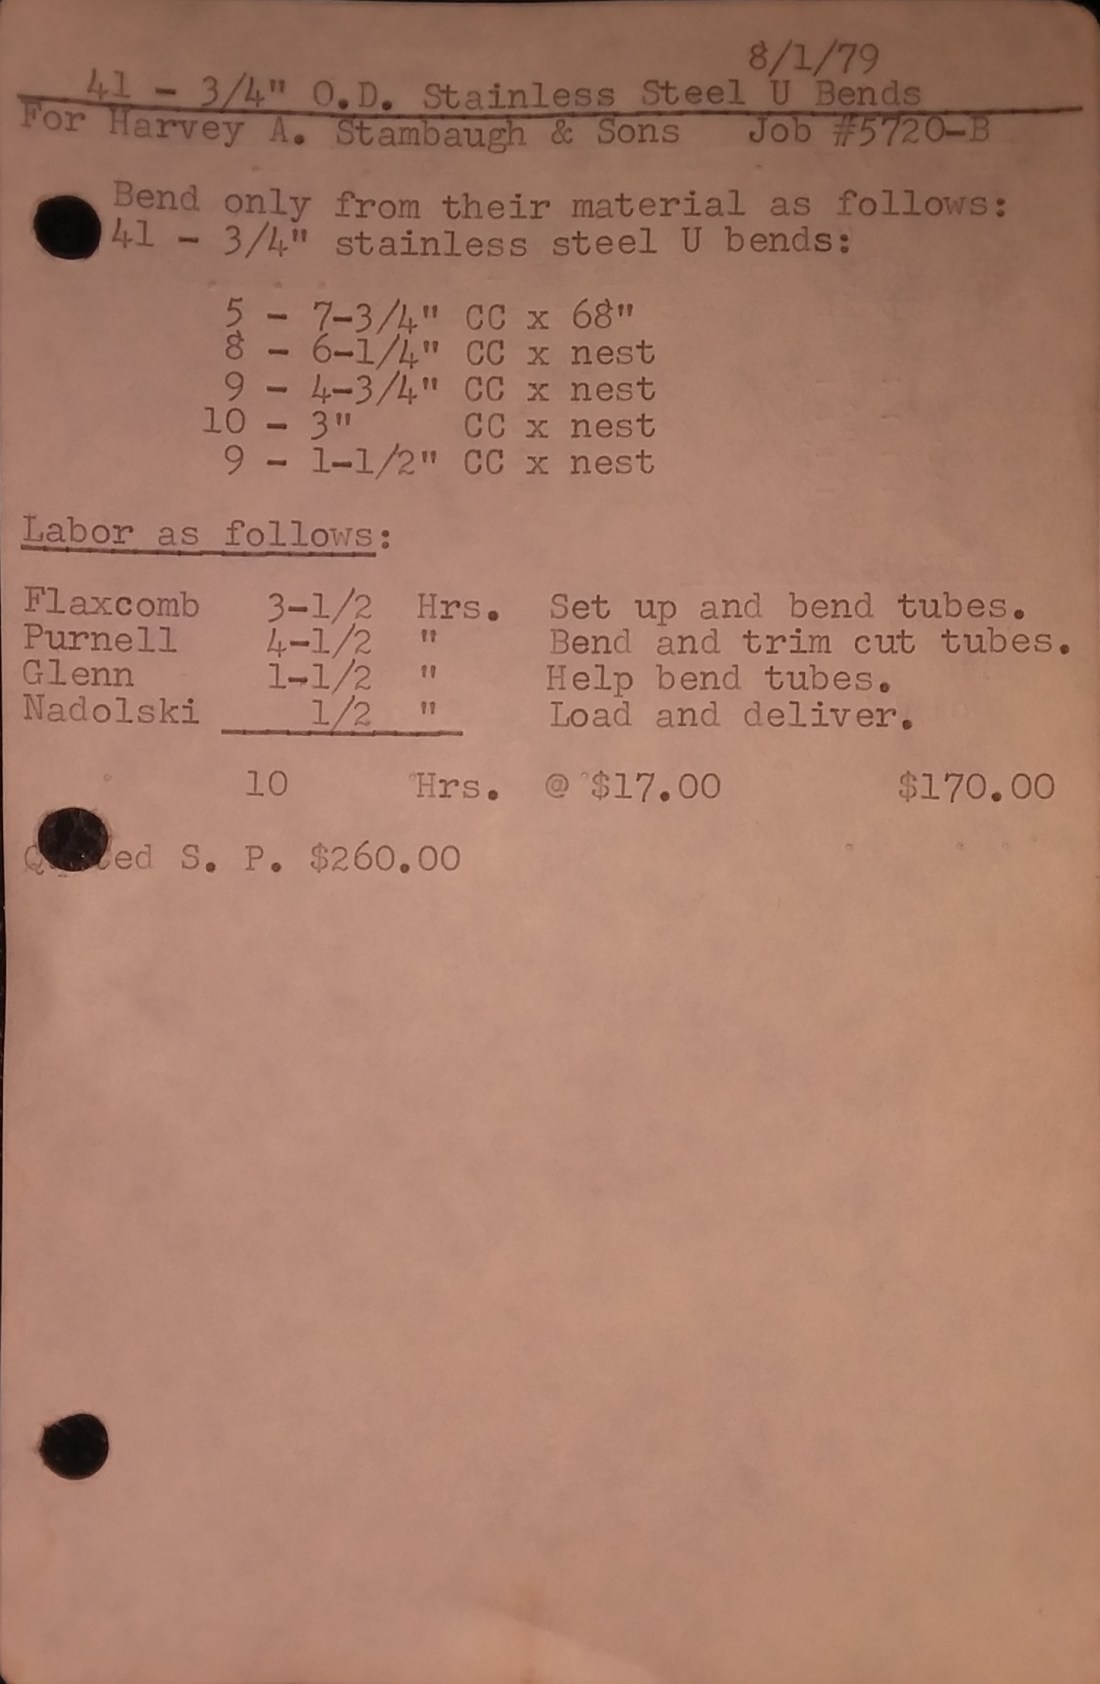 8/1/79
41 - 3/4" O.D. Stainless Steel U Bends
For Harvey A. Stambaugh & Sons Job #5720-B
Bend only from their material as follows:
41 - 3/4" stainless steel U bends:
5 - 7-3/4" CC x 68"
8 - 6-1/4" CC x nest
9 - 4-3/4" CC x nest
10 - 3" CC x nest
9 - 1-1/2" CC x nest
Labor as follows:
Flaxcomb 3-1/2 Hrs. Set up and bend tubes.
Purnell 4-1/2 " Bend and trim cut tubes.
Glenn 1-1/2 " Help bend tubes.
Nadolski 1/2 " Load and deliver.
10 Hrs. @ $17.00 $170.00
S. P. $260.00